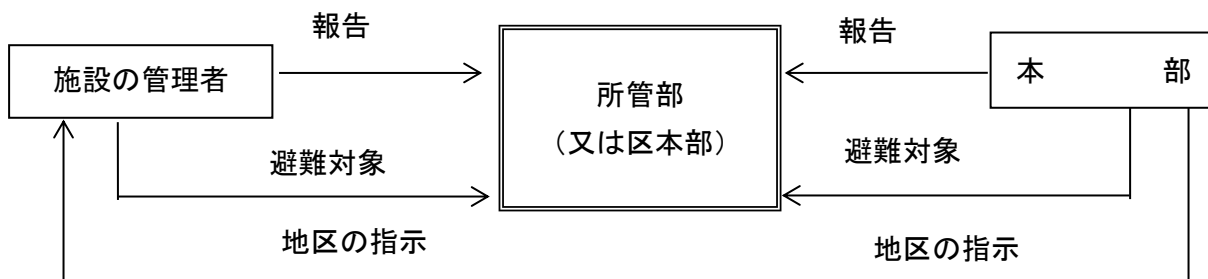 報告
報告
施設の管理者
所管部
（又は区本部）
本　　　部
避難対象
避難対象
地区の指示
地区の指示